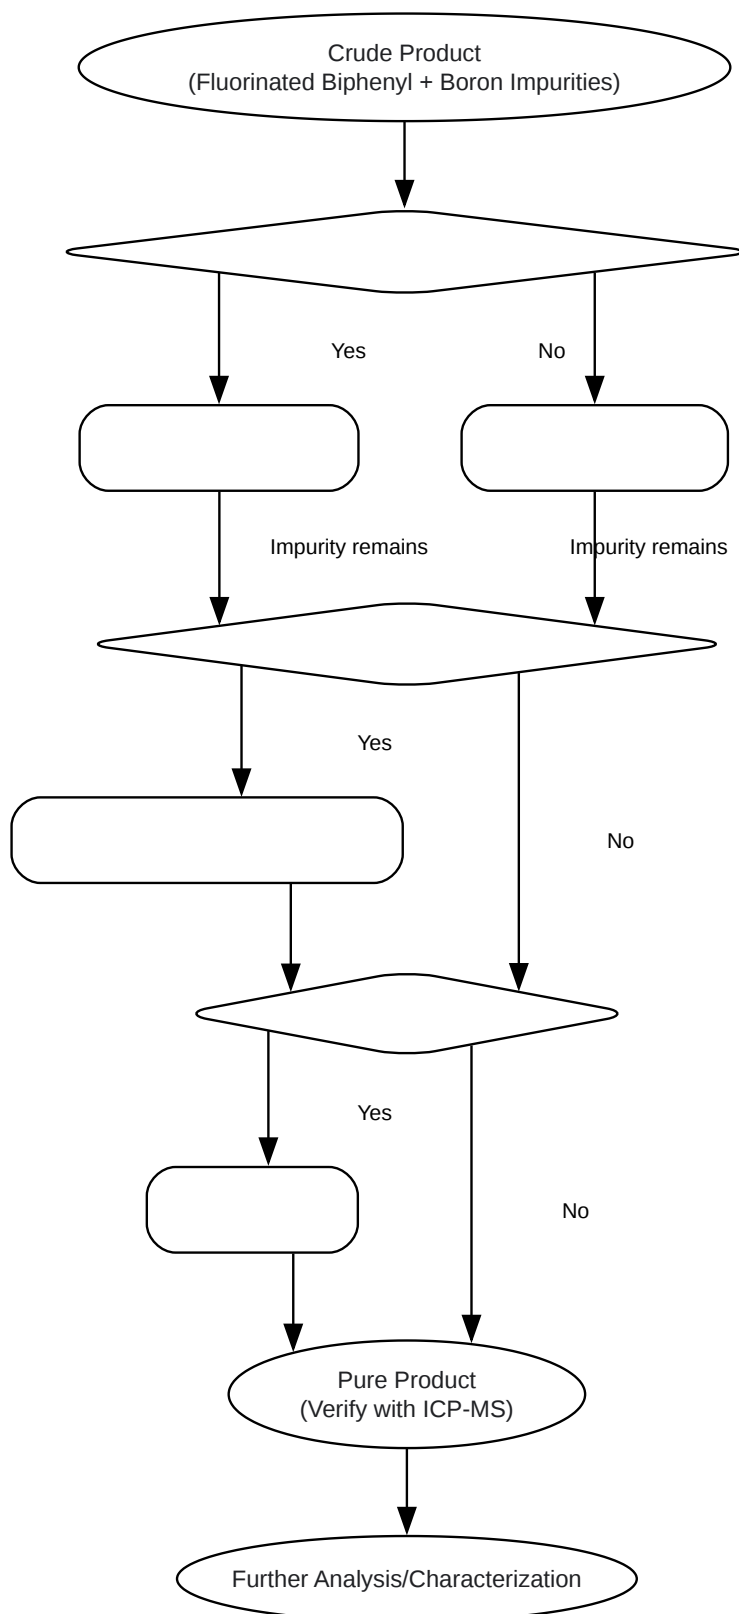 Crude Product
(Fluorinated Biphenyl + Boron Impurities)
Yes
No
Impurity remains
Impurity remains
Yes
No
Yes
No
Pure Product
(Verify with ICP-MS)
Further Analysis/Characterization